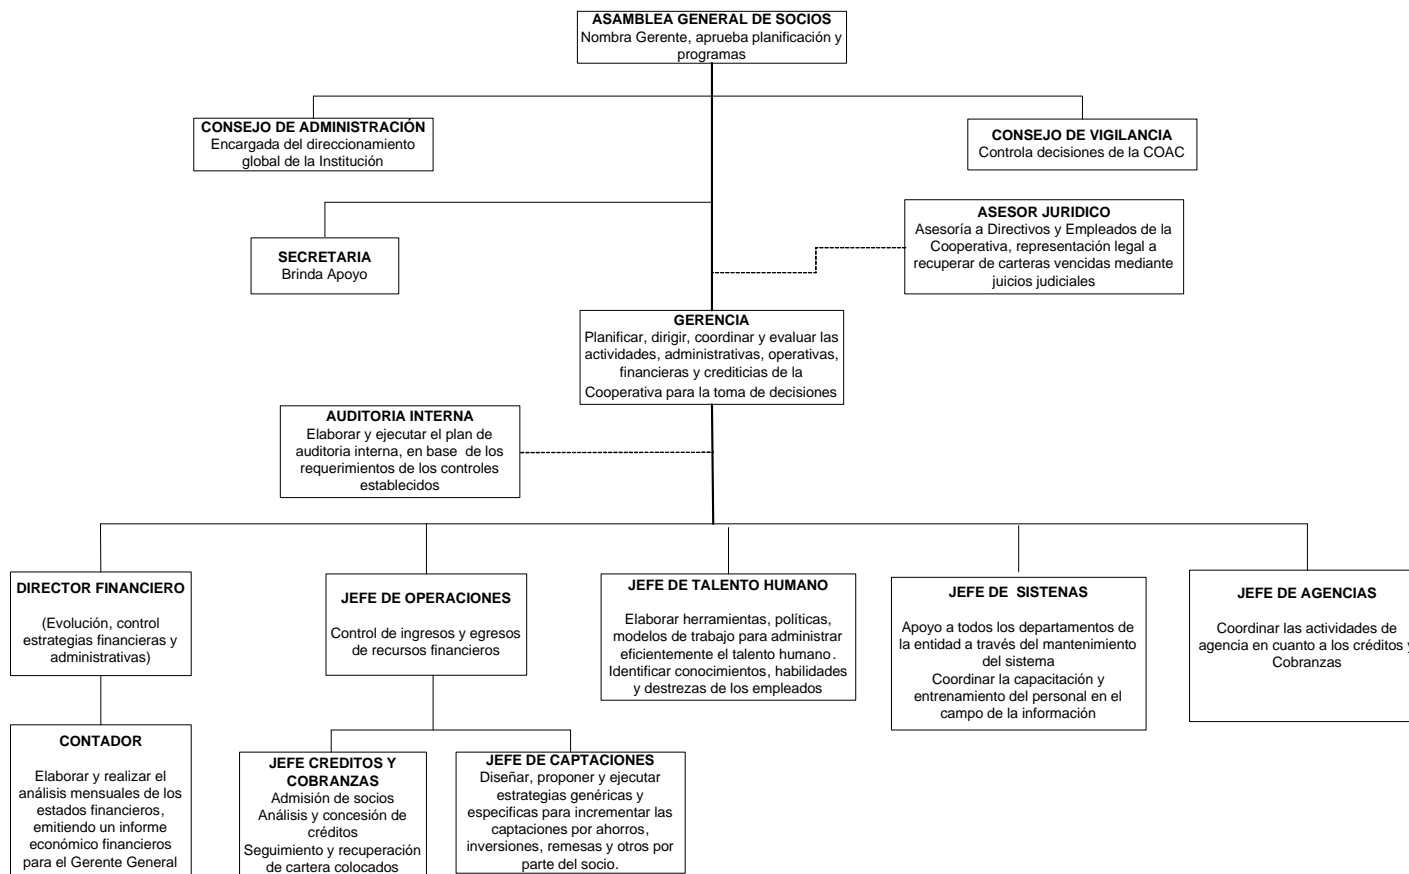 ASAMBLEA GENERAL DE SOCIOS
Nombra Gerente, aprueba planificación y
programas
CONSEJO DE ADMINISTRACIÓN
Encargada del direccionamiento
global de la Institución
CONSEJO DE VIGILANCIA
Controla decisiones de la COAC
SECRETARIA
Brinda Apoyo
ASESOR JURIDICO
Asesoría a Directivos y Empleados de la
Cooperativa, representación legal a
recuperar de carteras vencidas mediante
juicios judiciales
GERENCIA
Planificar, dirigir, coordinar y evaluar las
actividades, administrativas, operativas,
financieras y crediticias de la
Cooperativa para la toma de decisiones
AUDITORIA INTERNA
Elaborar y ejecutar el plan de
auditoria interna, en base de los
requerimientos de los controles
establecidos
DIRECTOR FINANCIERO
(Evolución, control
estrategias financieras y
administrativas)
JEFE DE OPERACIONES
Control de ingresos y egresos
de recursos financieros
JEFE DE TALENTO HUMANO
Elaborar herramientas, políticas,
modelos de trabajo para administrar
eficientemente el talento humano.
Identificar conocimientos, habilidades
y destrezas de los empleados
JEFE DE SISTENAS
Apoyo a todos los departamentos de
la entidad a través del mantenimiento
del sistema
Coordinar la capacitación y
entrenamiento del personal en el
campo de la información
JEFE DE AGENCIAS
Coordinar las actividades de
agencia en cuanto a los créditos y
Cobranzas
CONTADOR
Elaborar y realizar el
análisis mensuales de los
estados financieros,
emitiendo un informe
económico financieros
para el Gerente General
JEFE CREDITOS Y
COBRANZAS
Admisión de socios
Análisis y concesión de
créditos
Seguimiento y recuperación
de cartera colocados
JEFE DE CAPTACIONES
Diseñar, proponer y ejecutar
estrategias genéricas y
especificas para incrementar las
captaciones por ahorros,
inversiones, remesas y otros por
parte del socio.